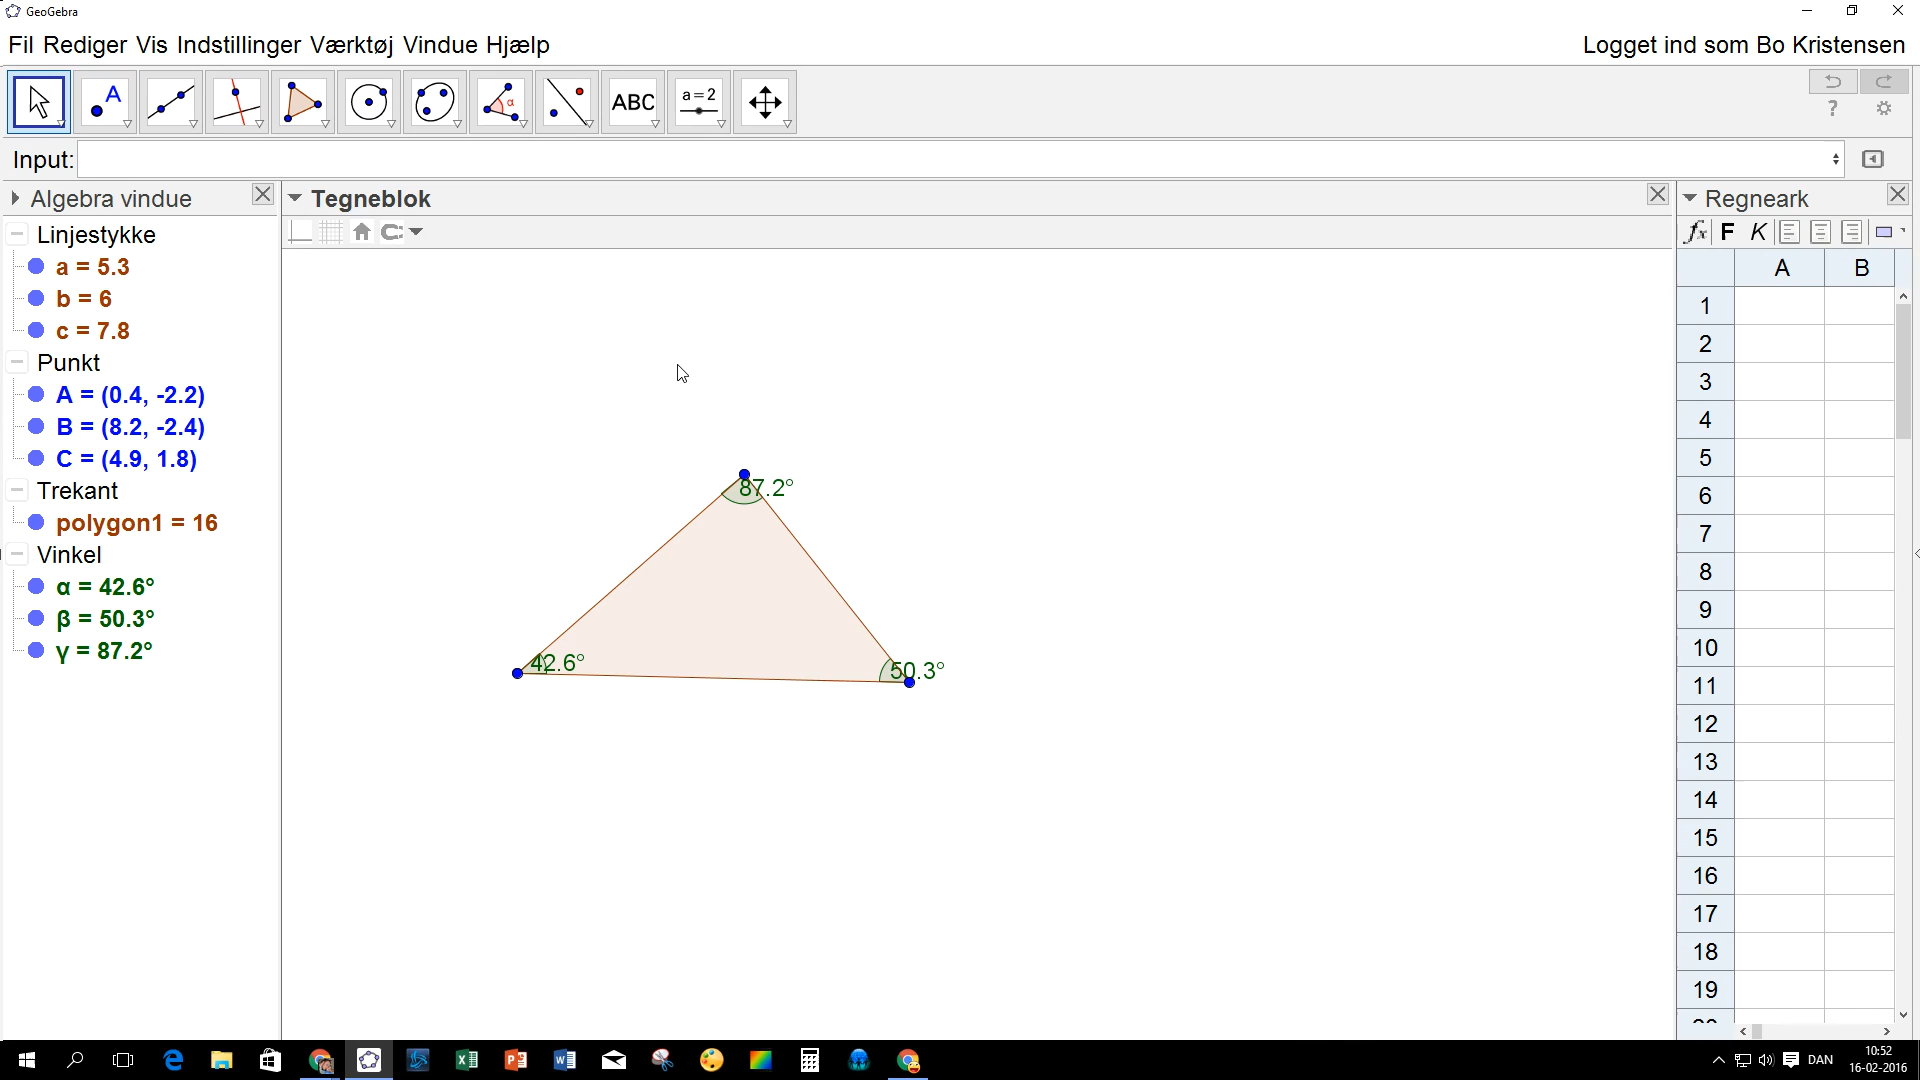 GeoGebra
Fil Rediger Vis Indstillinger Værktøj Vindue Hjælp
Logget ind som Bo Kristensen
A
α
ABC
a=2
?
Input:
Algebra vindue
Tegneblok
Regneark
fx F K
Linjestykke
a = 5.3
b = 6
c = 7.8
Punkt
A = (0.4, -2.2)
B = (8.2, -2.4)
C = (4.9, 1.8)
Trekant
polygon1 = 16
Vinkel
α = 42.6°
β = 50.3°
γ = 87.2°
87.2°
42.6°
50.3°
A B
1
2
3
4
5
6
7
8
9
10
11
12
13
14
15
16
17
18
19
DAN
10:52
16-02-2016